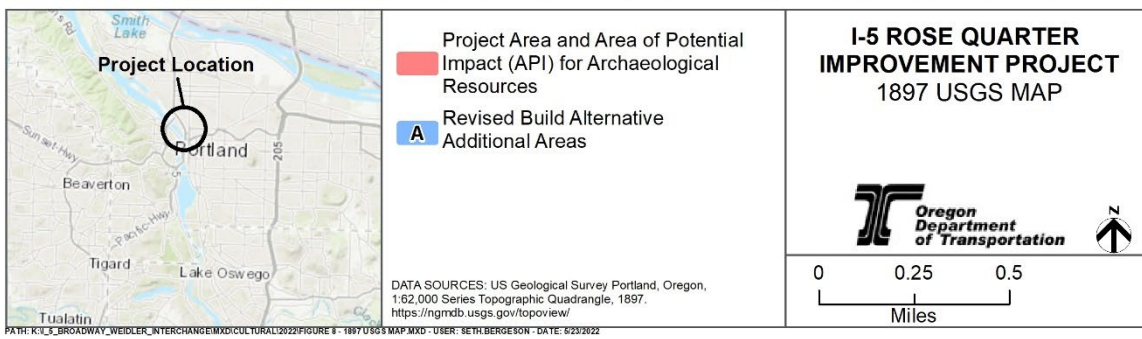 Smith
Lake
Project Location
Sunset-Hwy
Portland
205
Beaverton
5
Pacific-Hwy
Tigard
Lake Oswego
Tualatin
Project Area and Area of Potential
Impact (API) for Archaeological
Resources
A
Revised Build Alternative
Additional Areas
DATA SOURCES: US Geological Survey Portland, Oregon,
1:62,000 Series Topographic Quadrangle, 1897.
https://ngmdb.usgs.gov/topoview/
I-5 ROSE QUARTER
IMPROVEMENT PROJECT
1897 USGS MAP
Oregon
Department
of Transportation
N
0 0.25 0.5
Miles
PATH: K:\I_5_BROADWAY_WEIDLER_INTERCHANGE\MXD\CULTURAL\2022\FIGURE 8 - 1897 USGS MAP.MXD - USER: SETH.BERGESON - DATE: 5/23/2022